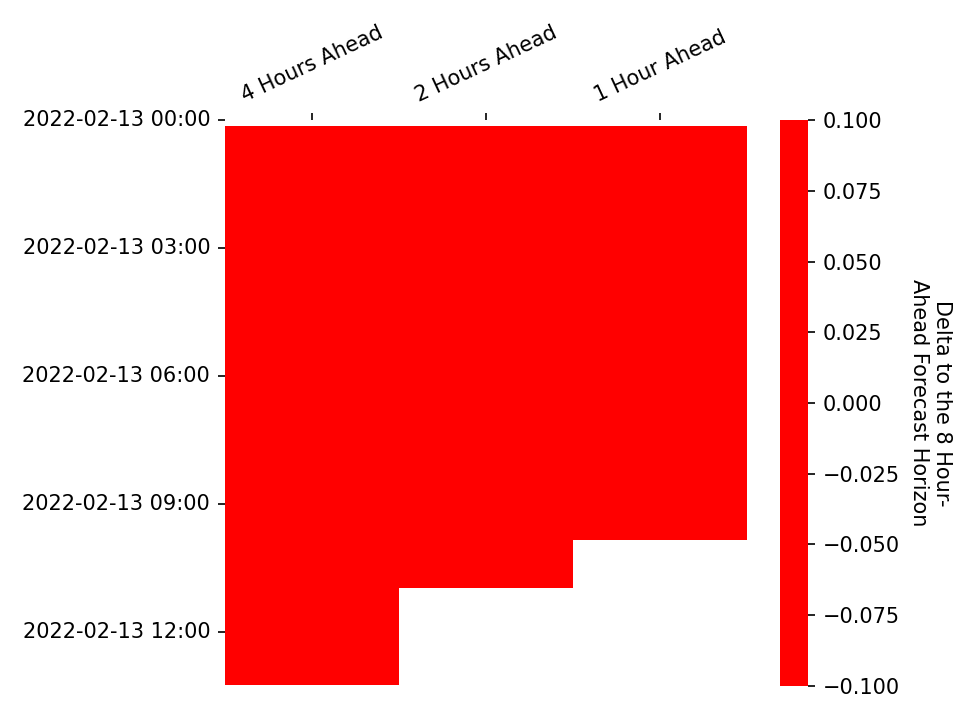 4 Hours Ahead
2 Hours Ahead
1 Hour Ahead
2022-02-13 00:00
2022-02-13 03:00
2022-02-13 06:00
2022-02-13 09:00
2022-02-13 12:00
0.100
0.075
0.050
0.025
0.000
−0.025
−0.050
−0.075
−0.100
Delta to the 8 Hour-
Ahead Forecast Horizon